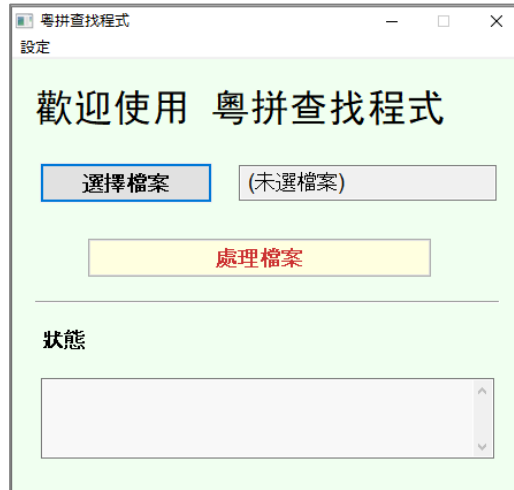 粵拼查找程式
設定
歡迎使用 粵拼查找程式
選擇檔案
(未選檔案)
處理檔案
狀態